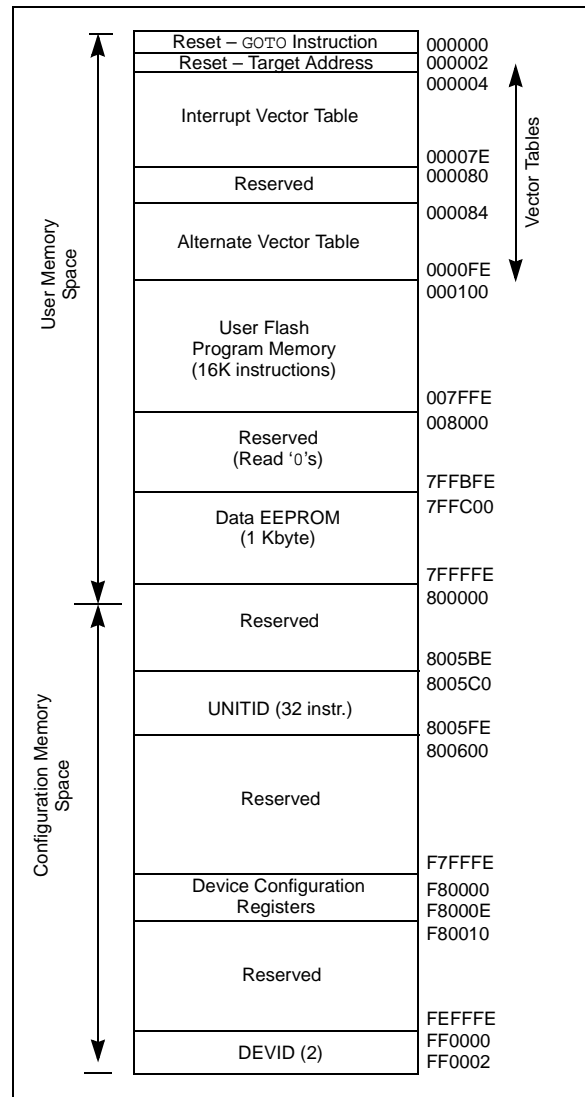 Reset – GOTO Instruction
000000
Reset – Target Address
000002
000004
Interrupt Vector Table
00007E
000080
Reserved
000084
Alternate Vector Table
0000FE
000100
Vector Tables
User Memory
Space
User Flash
Program Memory
(16K instructions)
007FFE
008000
Reserved
(Read ‘0’s)
7FFBFE
7FFC00
Data EEPROM
(1 Kbyte)
7FFFFE
800000
Reserved
8005BE
8005C0
UNITID (32 instr.)
8005FE
800600
Configuration Memory
Space
Reserved
F7FFFE
Device Configuration
Registers
F80000
F8000E
F80010
Reserved
FEFFFE
FF0000
DEVID (2)
FF0002